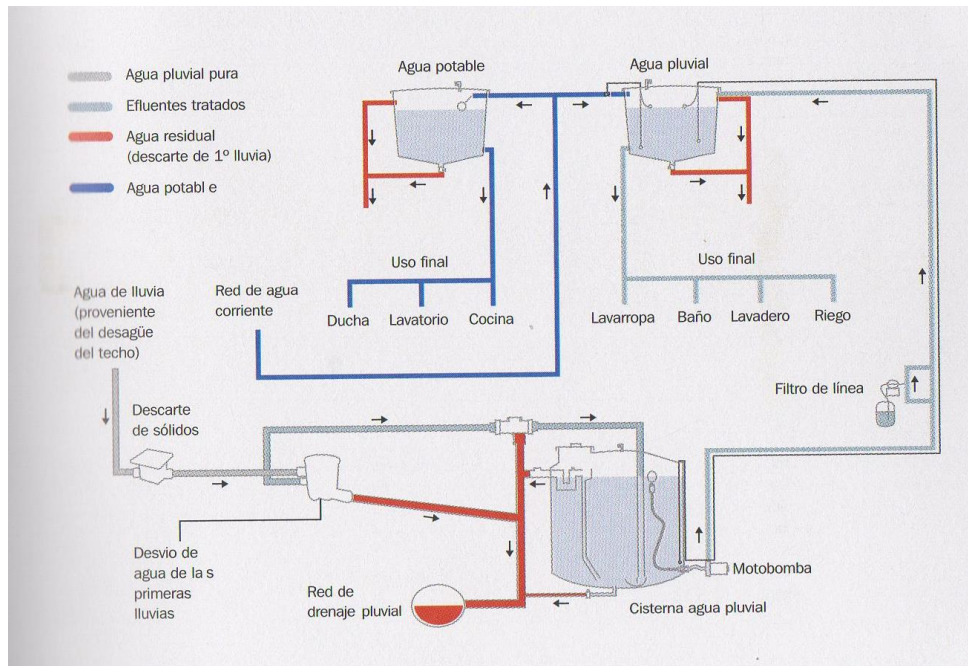 Agua pluvial pura
Efluentes tratados
Agua residual
(descarte de 1º lluvia)
Agua potabl e
Agua potable
Agua pluvial
Uso final
Ducha
Lavatorio
Cocina
Uso final
Lavarropa
Baño
Lavadero
Riego
Agua de lluvia
(proveniente
del desagüe
del techo)
Red de agua
corriente
Filtro de línea
Descarte
de sólidos
Desvio de
agua de la s
primeras
lluvias
Red de
drenaje pluvial
Motobomba
Cisterna agua pluvial